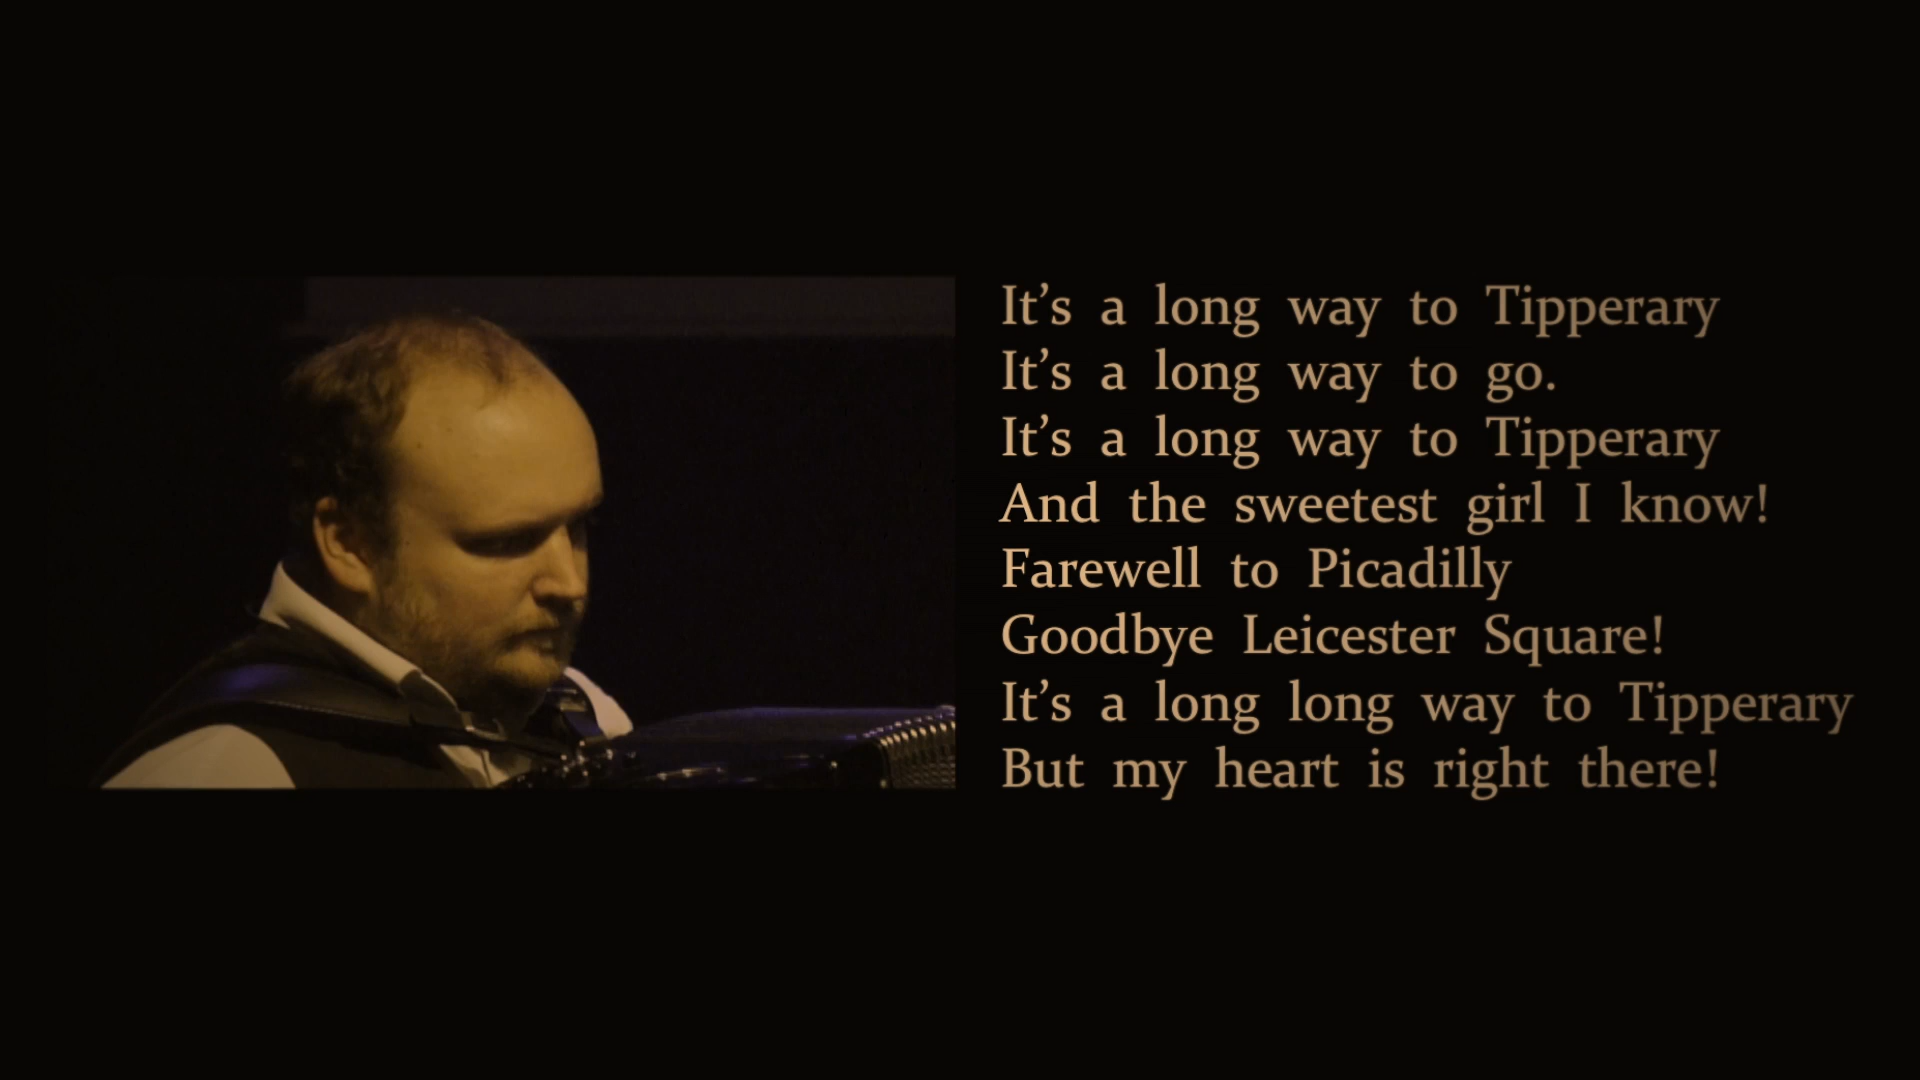 It’s a long way to Tipperary
It’s a long way to go.
It’s a long way to Tipperary
And the sweetest girl I know!
Farewell to Picadilly
Goodbye Leicester Square!
It’s a long long way to Tipperary
But my heart is right there!